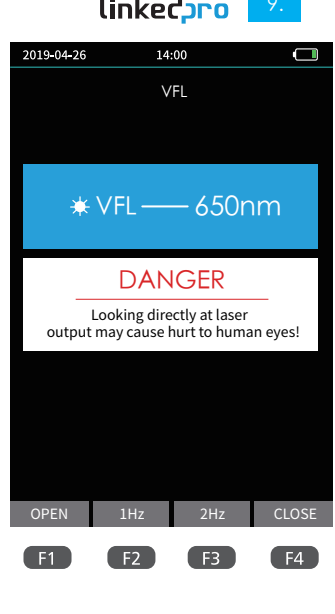 linkedpro 9.
2019-04-26 14:00
VFL
VFL — 650nm
DANGER
Looking directly at laser
output may cause hurt to human eyes!
OPEN 1Hz 2Hz CLOSE
F1 F2 F3 F4